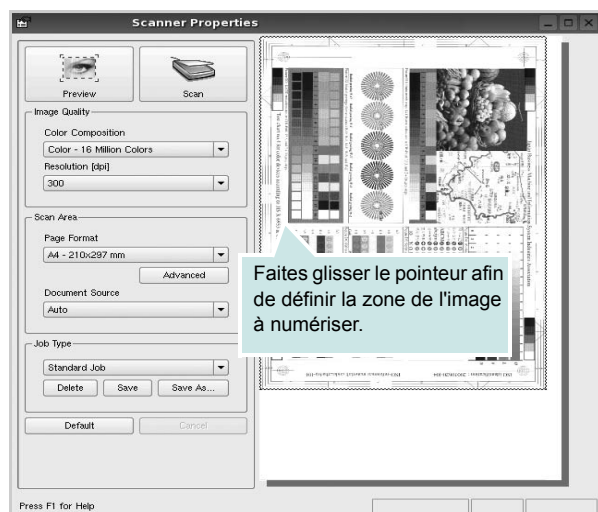 Scanner Properties
Preview
Scan
Image Quality
Color Composition
Color - 16 Million Colors
Resolution [dpi]
300
Scan Area
Page Format
A4 - 210x297 mm
Advanced
Document Source
Auto
Job Type
Standard Job
Delete
Save
Save As...
Default
Cancel
Press F1 for Help
Faites glisser le pointeur afin
de définir la zone de l'image
à numériser.